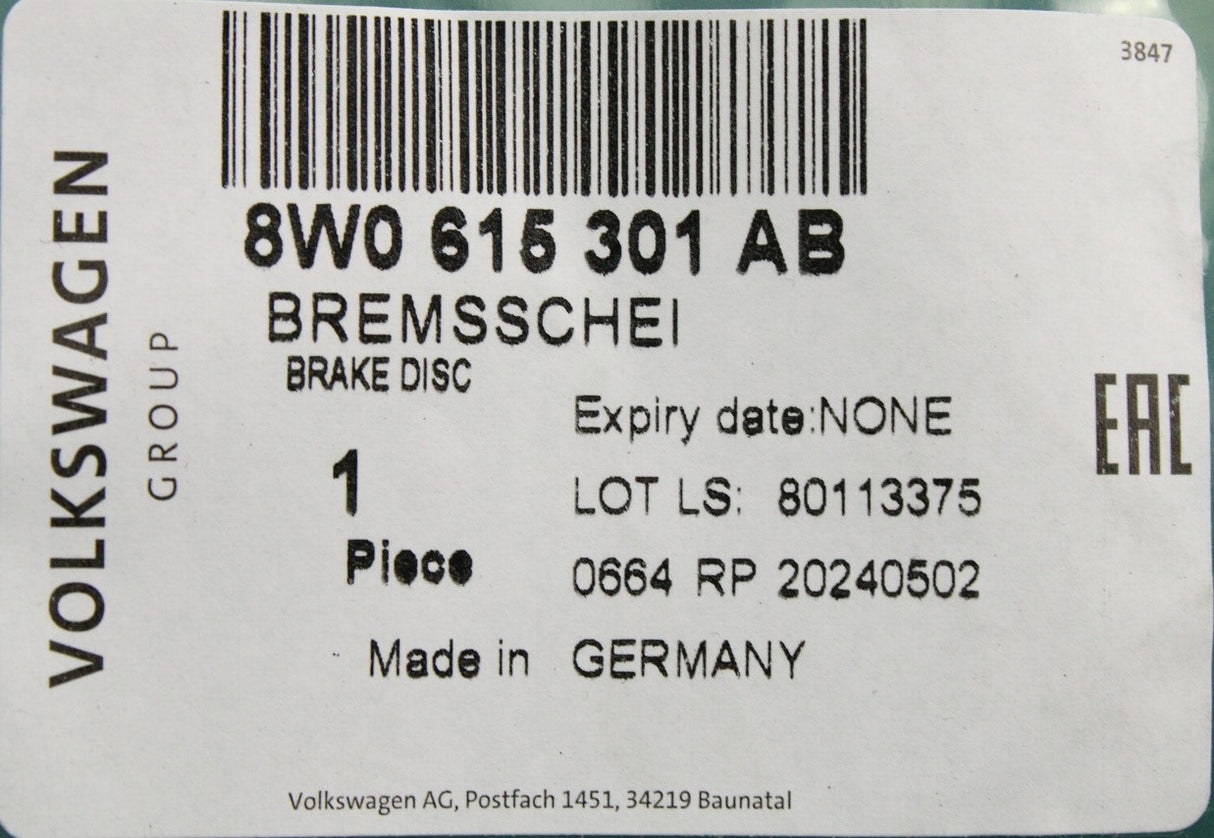 3847
VOLKSWAGEN
GROUP
8W0 615 301 AB
BREMSSCHEI
BRAKE DISC
Expiry date:NONE
1
LOT LS: 80113375
Piece
0664 RP 20240502
Made in GERMANY
EAC
Volkswagen AG, Postfach 1451, 34219 Baunatal